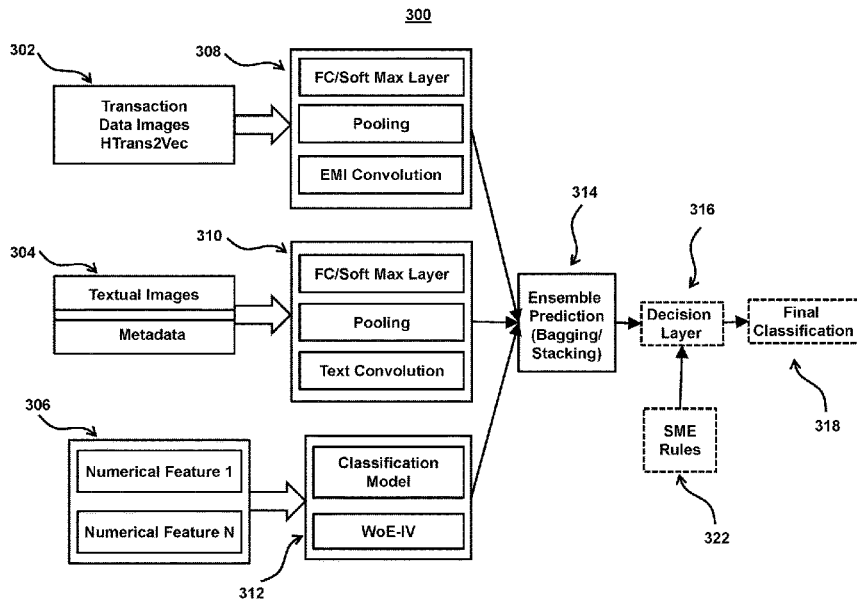 300
302
Transaction
Data Images
HTrans2Vec
308
FC/Soft Max Layer
Pooling
EMI Convolution
304
Textual Images
Metadata
310
FC/Soft Max Layer
Pooling
Text Convolution
306
Numerical Feature 1
Numerical Feature N
312
Classification
Model
WoE-IV
314
Ensemble
Prediction
(Bagging/
Stacking)
316
Decision
Layer
Final
Classification
318
SME
Rules
322